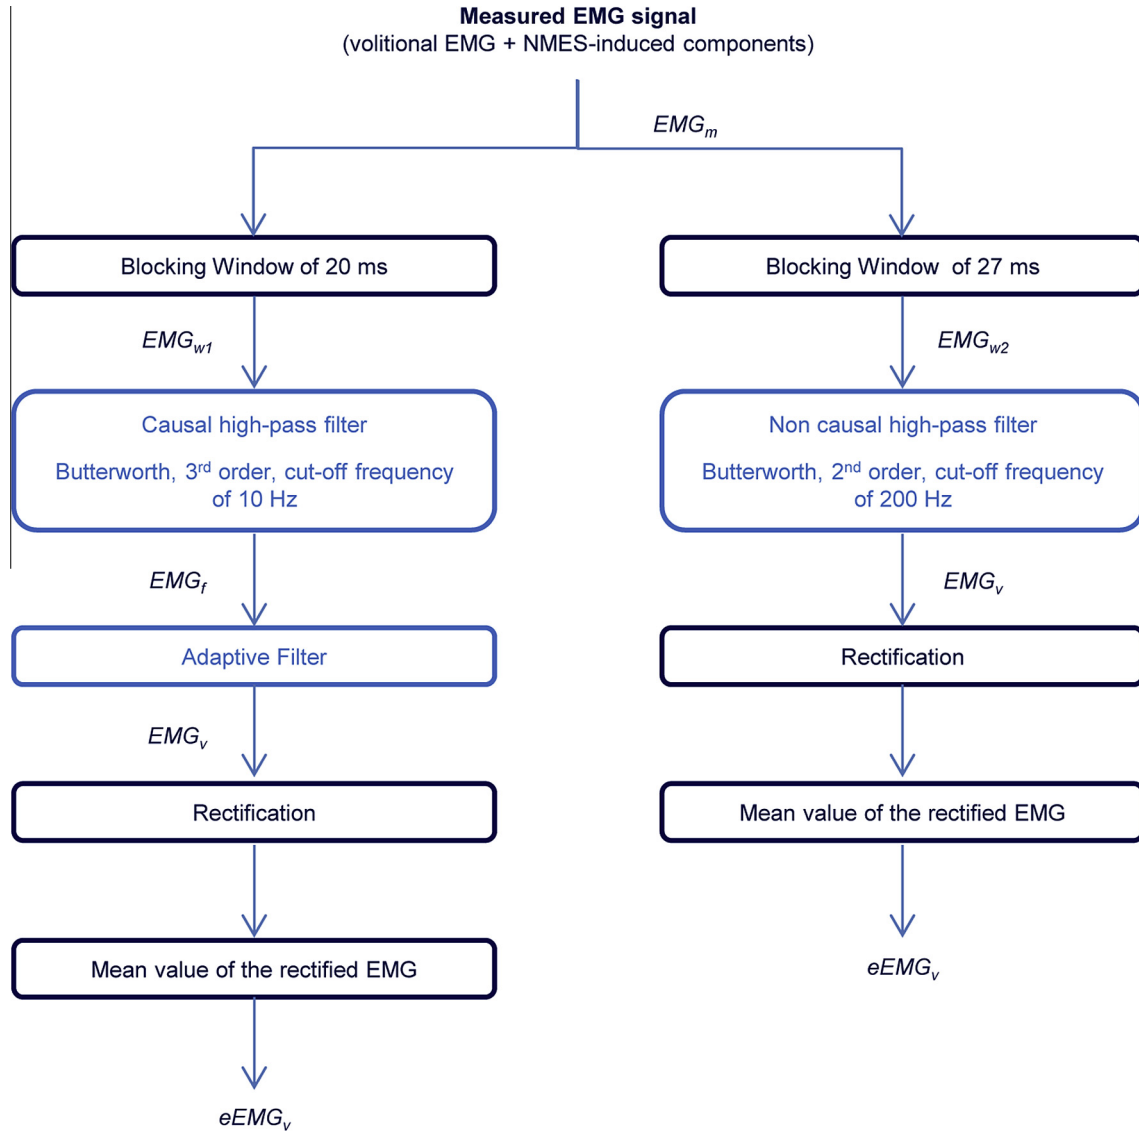 Measured EMG signal
(volitional EMG + NMES-induced components)
EMGm
Blocking Window of 20 ms
EMGw1
Causal high-pass filter
Butterworth, 3rd order, cut-off frequency
of 10 Hz
EMGf
Adaptive Filter
EMGv
Rectification
Mean value of the rectified EMG
eEMGv
Blocking Window of 27 ms
EMGw2
Non causal high-pass filter
Butterworth, 2nd order, cut-off frequency
of 200 Hz
EMGv
Rectification
Mean value of the rectified EMG
eEMGv